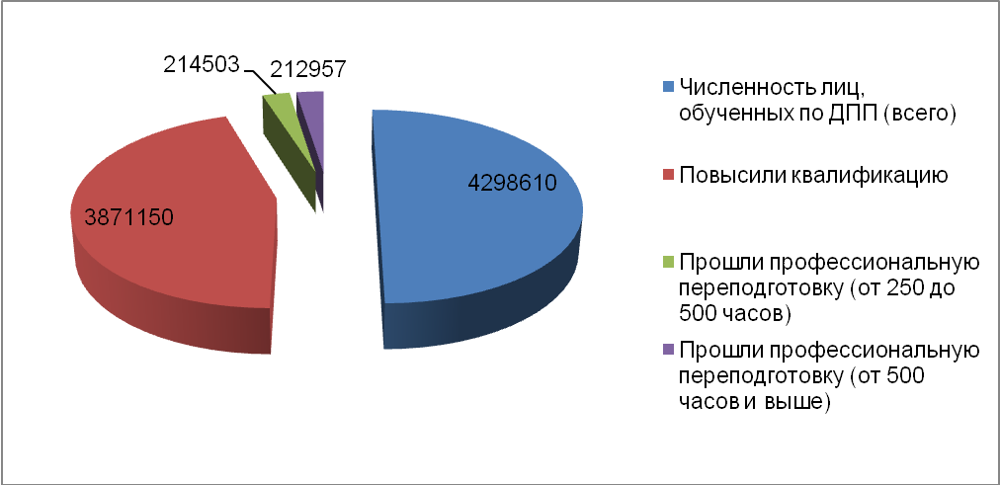 214503
212957
4298610
3871150
Численность лиц,
обученных по ДПП (всего)
Повысили квалификацию
Прошли профессиональную
переподготовку (от 250 до
500 часов)
Прошли профессиональную
переподготовку (от 500
часов и выше)